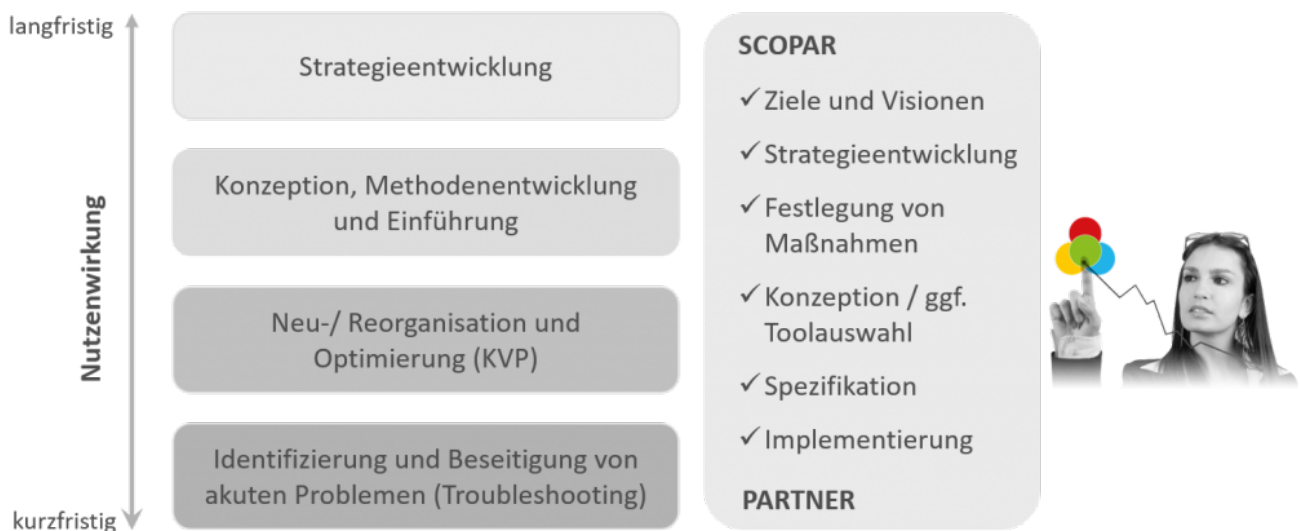 langfristig
Nutzenwirkung
kurzfristig
Strategieentwicklung
Konzeption, Methodenentwicklung
und Einführung
Neu-/ Reorganisation und
Optimierung (KVP)
Identifizierung und Beseitigung von
akuten Problemen (Troubleshooting)
SCOPAR
✓ Ziele und Visionen
✓ Strategieentwicklung
✓ Festlegung von
Maßnahmen
✓ Konzeption / ggf.
Toolauswahl
✓ Spezifikation
✓ Implementierung
PARTNER